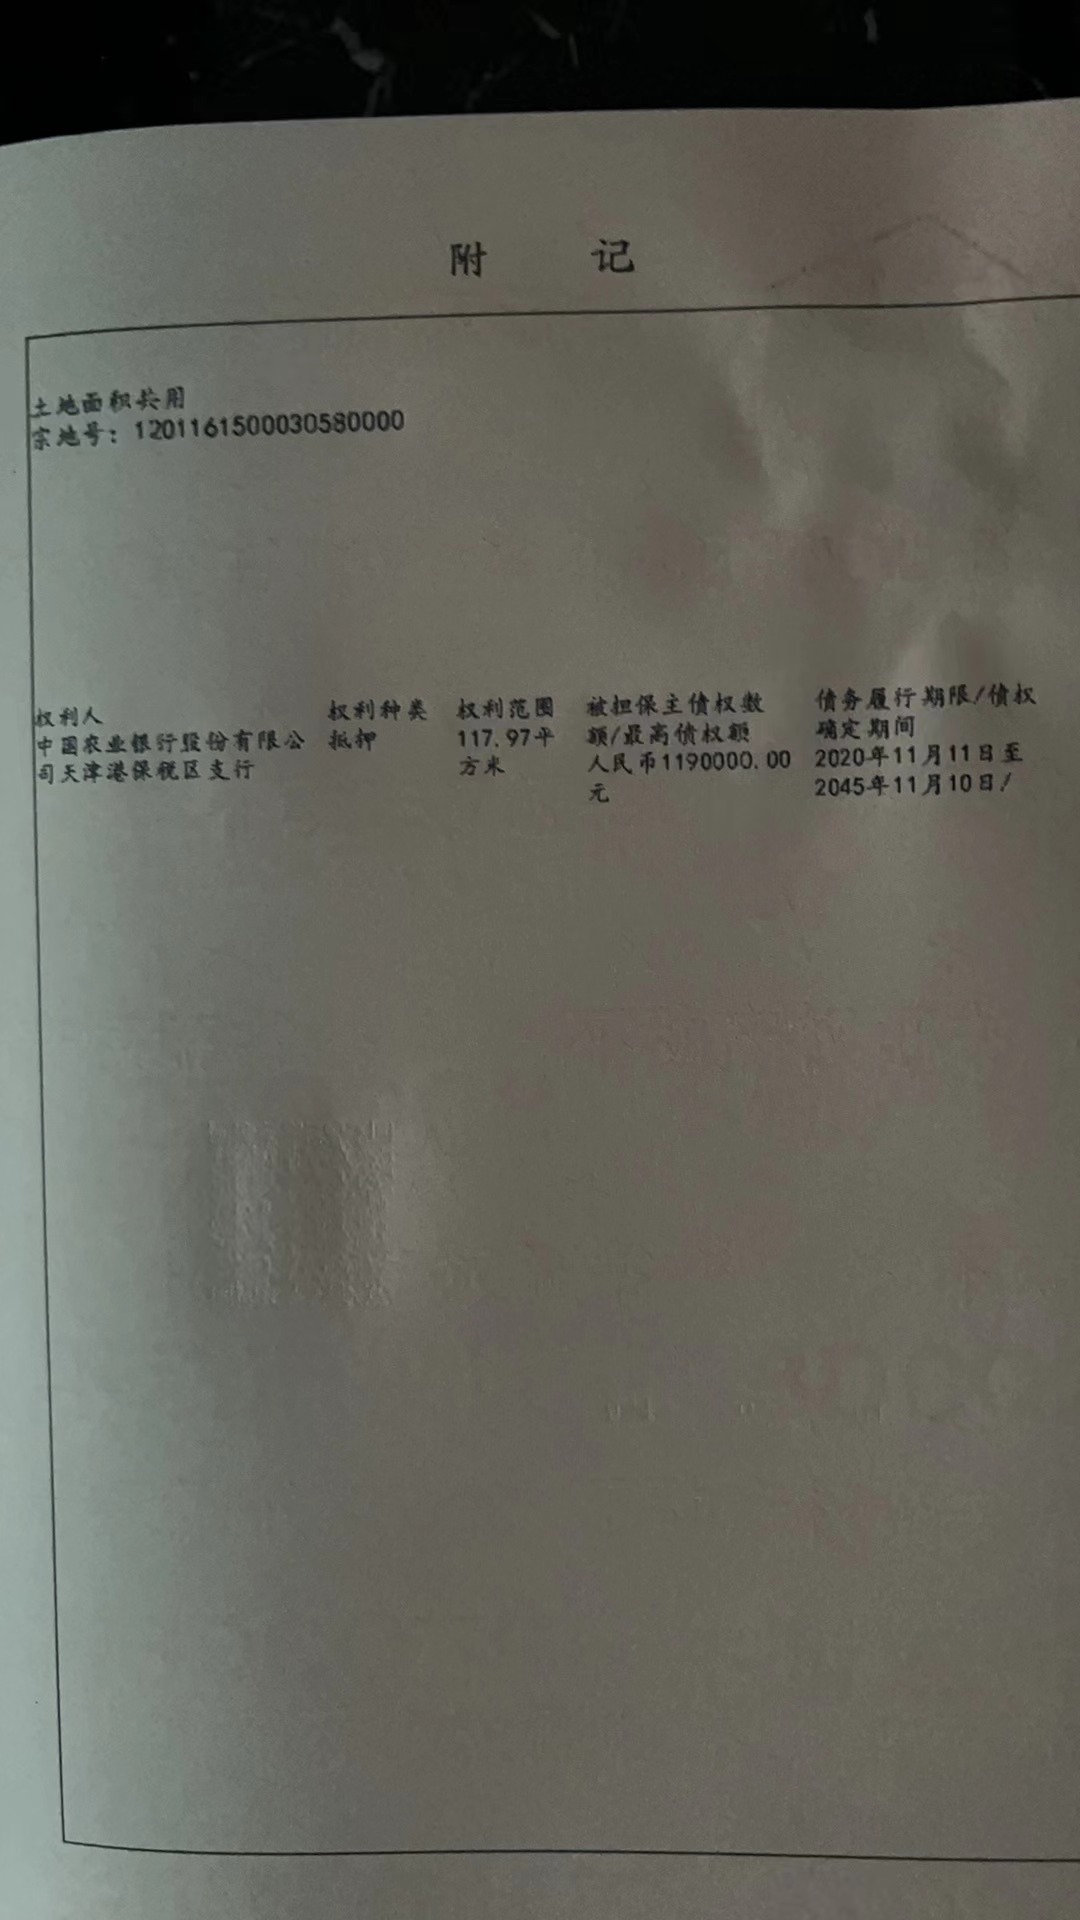 附 记
土地面积共用
宗地号：1201161500030580000
权利人 权利种类 权利范围 被担保主债权数 债务履行期限/债权
中国农业银行股份有限公 抵押 117.97平 额/最高债权额 确定期间
司天津港保税区支行 方米 人民币1190000.00 2020年11月11日至
元 2045年11月10日/